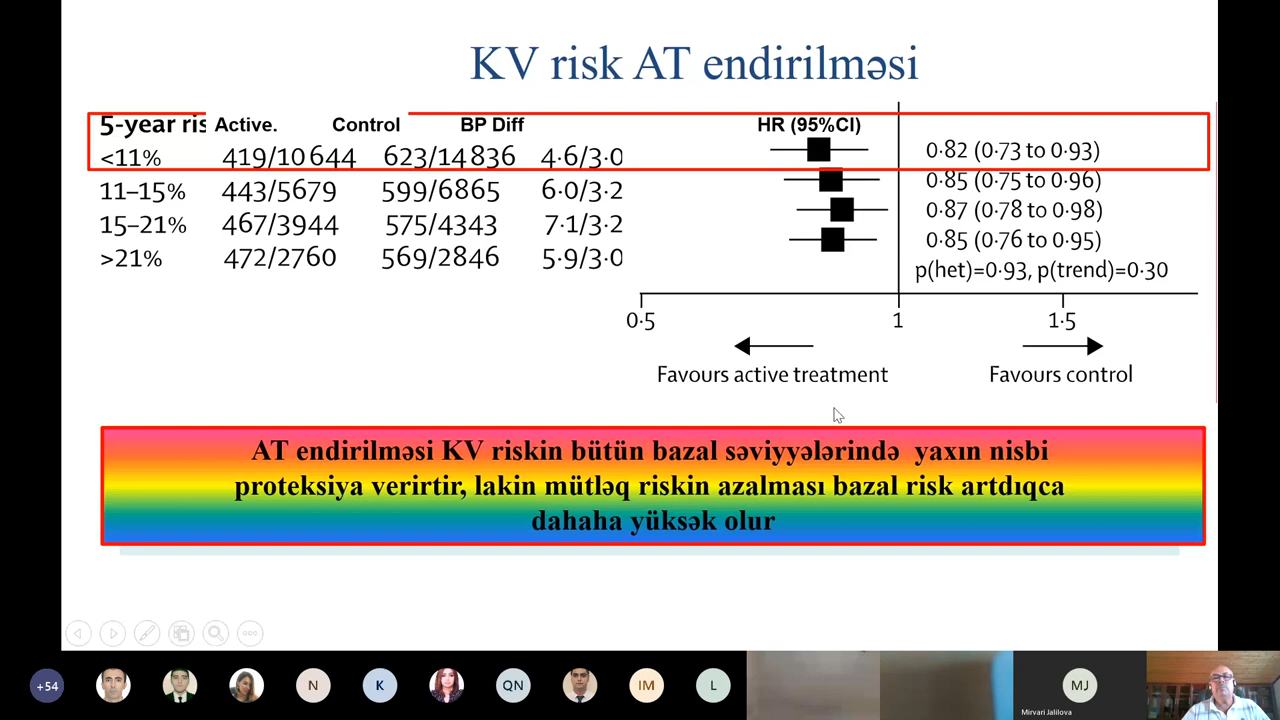 KV risk AT endirilməsi
5-year ris Active. Control BP Diff HR (95%CI)
<11% 419/10 644 623/14 836 4·6/3·0 0·82 (0·73 to 0·93)
11–15% 443/5679 599/6865 6·0/3·2 0·85 (0·75 to 0·96)
15–21% 467/3944 575/4343 7·1/3·2 0·87 (0·78 to 0·98)
>21% 472/2760 569/2846 5·9/3·0 0·85 (0·76 to 0·95)
p(het)=0·93, p(trend)=0·30
0·5 1 1·5
Favours active treatment Favours control
AT endirilməsi KV riskin bütün bazal səviyyələrində yaxın nisbi
proteksiya verirtir, lakin mütləq riskin azalması bazal risk artdıqca
dahaha yüksək olur
+54 N K QN IM L MJ
Mirvari Jalilova